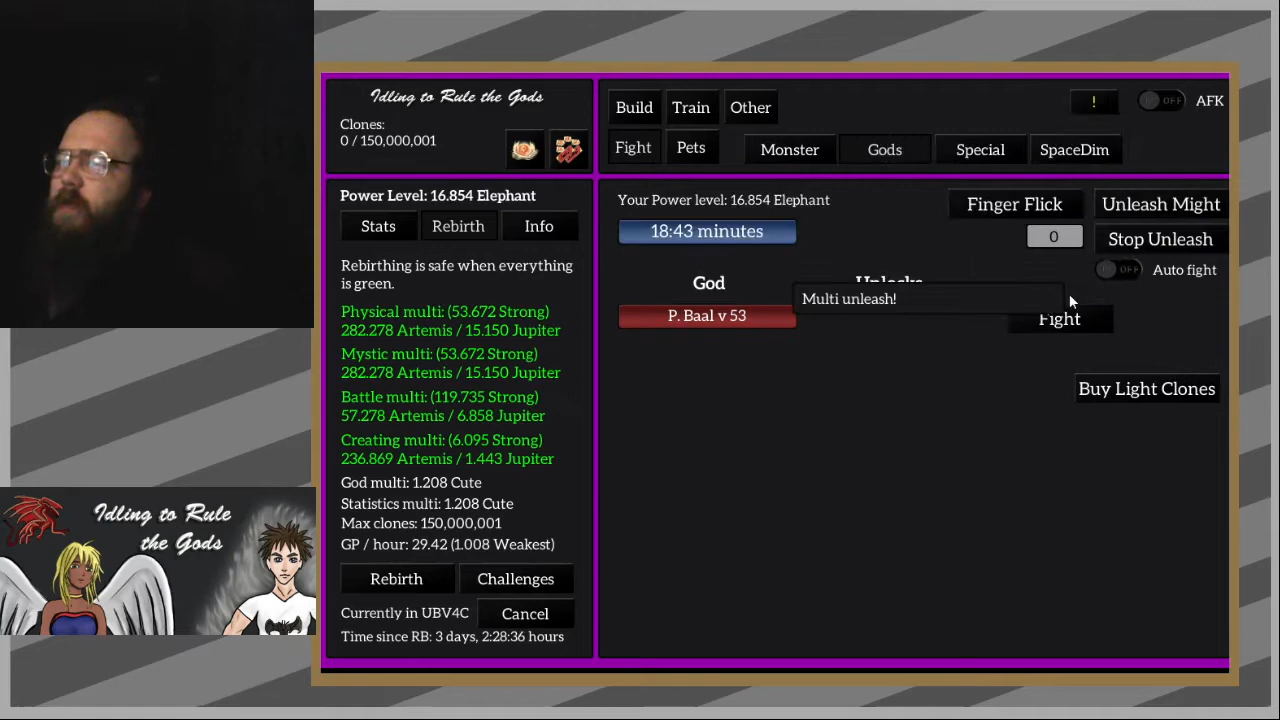 Idling to Rule the Gods
Clones:
0 / 150,000,001
Build
Train
Other
!
OFF
AFK
Fight
Pets
Monster
Gods
Special
SpaceDim
Power Level: 16.854 Elephant
Stats
Rebirth
Info
Rebirthing is safe when everything
is green.
Physical multi: (53.672 Strong)
282.278 Artemis / 15.150 Jupiter
Mystic multi: (53.672 Strong)
282.278 Artemis / 15.150 Jupiter
Battle multi: (119.735 Strong)
57.278 Artemis / 6.858 Jupiter
Creating multi: (6.095 Strong)
236.869 Artemis / 1.443 Jupiter
God multi: 1.208 Cute
Statistics multi: 1.208 Cute
Max clones: 150,000,001
GP / hour: 29.42 (1.008 Weakest)
Rebirth
Challenges
Currently in UBV4C
Cancel
Time since RB: 3 days, 2:28:36 hours
Your Power level: 16.854 Elephant
Finger Flick
Unleash Might
18:43 minutes
0
Stop Unleash
OFF
Auto fight
God
Unlocks
Multi unleash!
P. Baal v 53
Fight
Buy Light Clones
Idling to Rule
the Gods